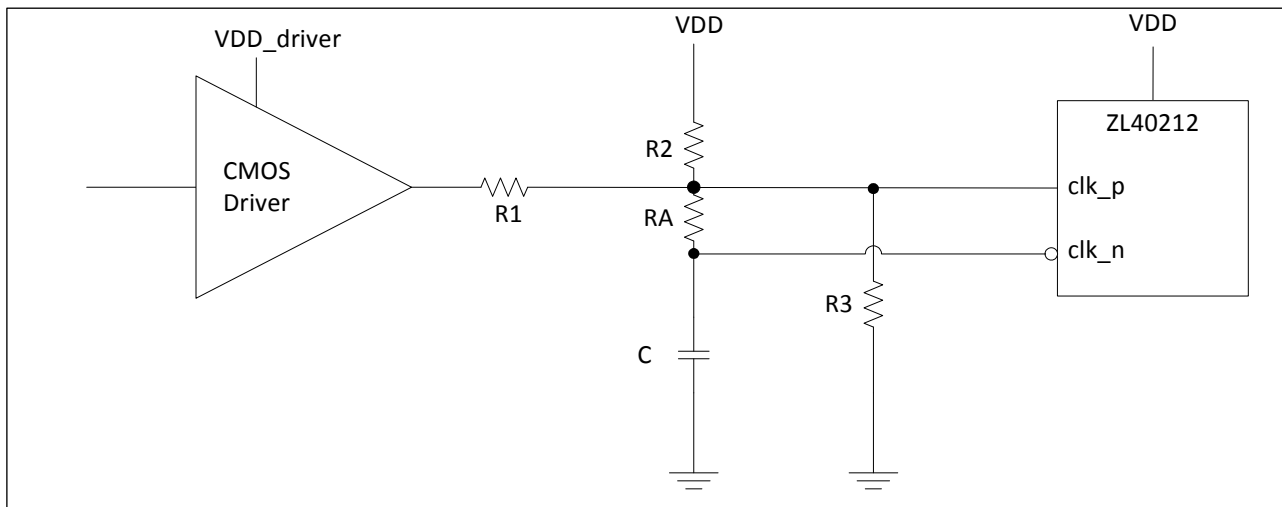 VDD_driver
VDD
VDD
ZL40212
R2
CMOS
Driver
clk_p
R1
RA
clk_n
R3
C